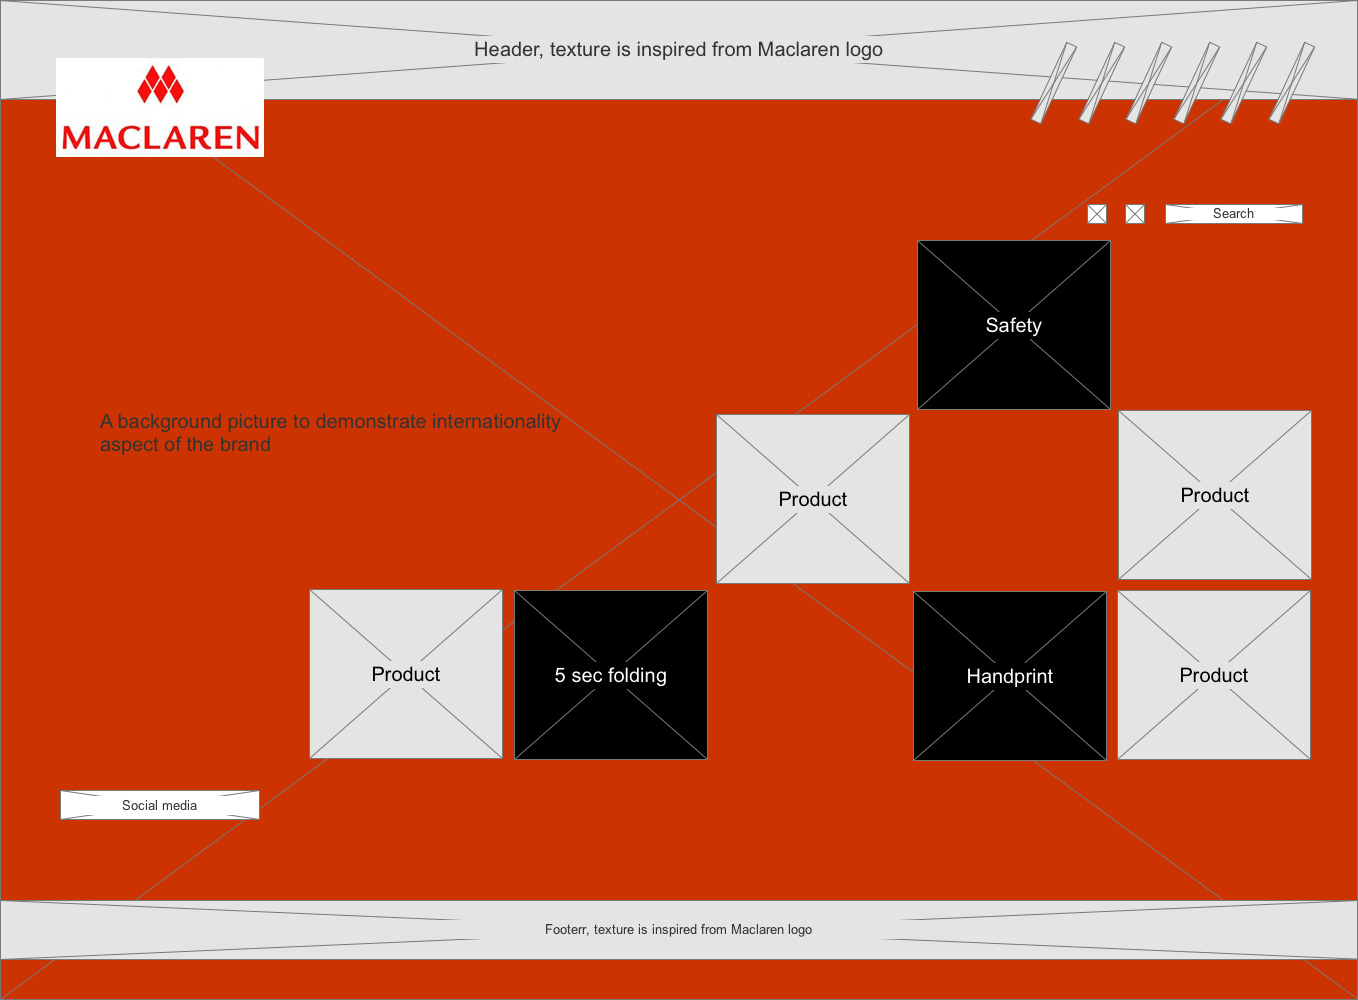 Header, texture is inspired from Maclaren logo
MACLAREN
Search
Safety
A background picture to demonstrate internationality
aspect of the brand
Product
Product
Product
5 sec folding
Handprint
Product
Social media
Footerr, texture is inspired from Maclaren logo